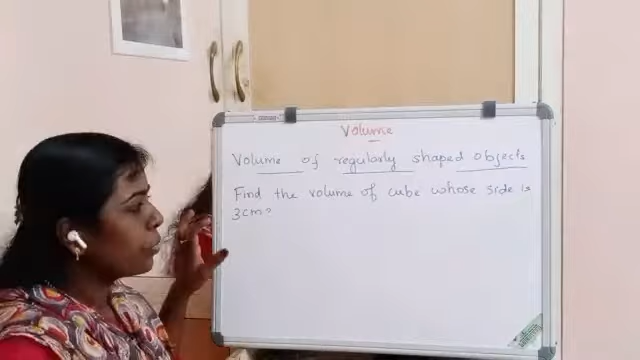 Volume
Volume of regularly shaped objects
Find the volume of cube whose side is
3cm?